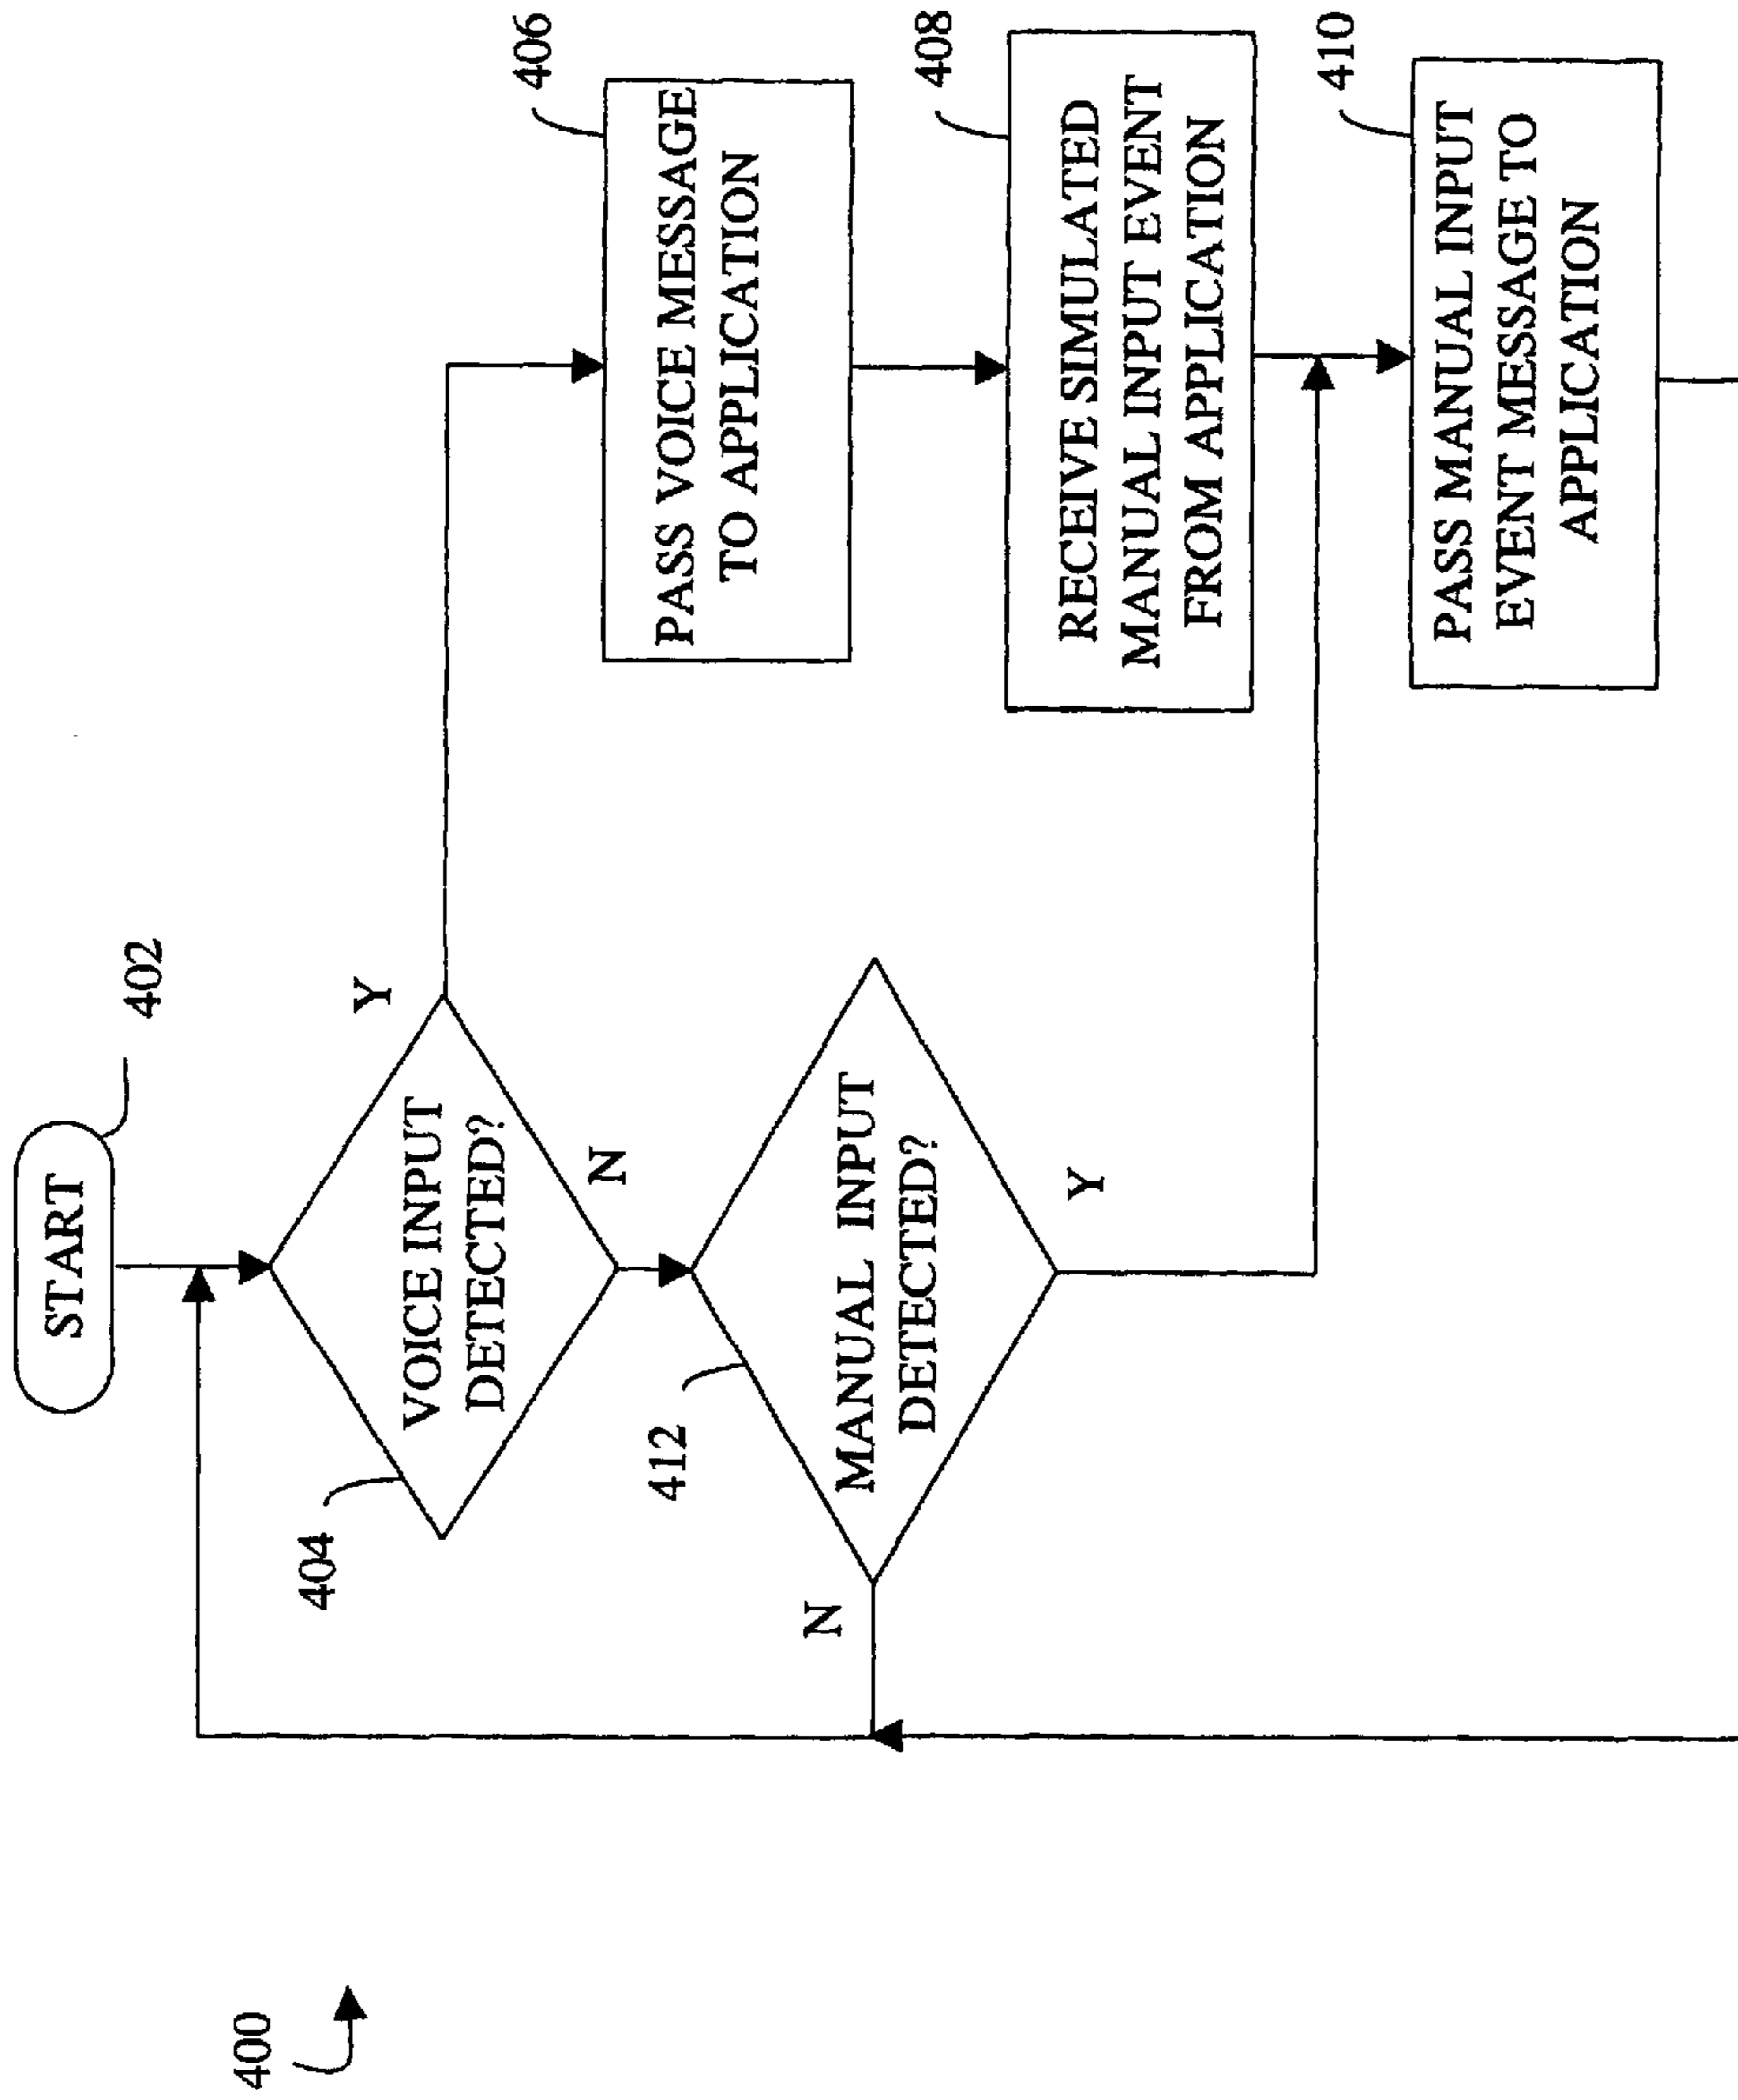 400
START
402
404
VOICE INPUT
DETECTED?
Y
N
406
PASS VOICE MESSAGE
TO APPLICATION
412
MANUAL INPUT
DETECTED?
N
Y
408
RECEIVE SIMULATED
MANUAL INPUT EVENT
FROM APPLICATION
410
PASS MANUAL INPUT
EVENT MESSAGE TO
APPLICATION